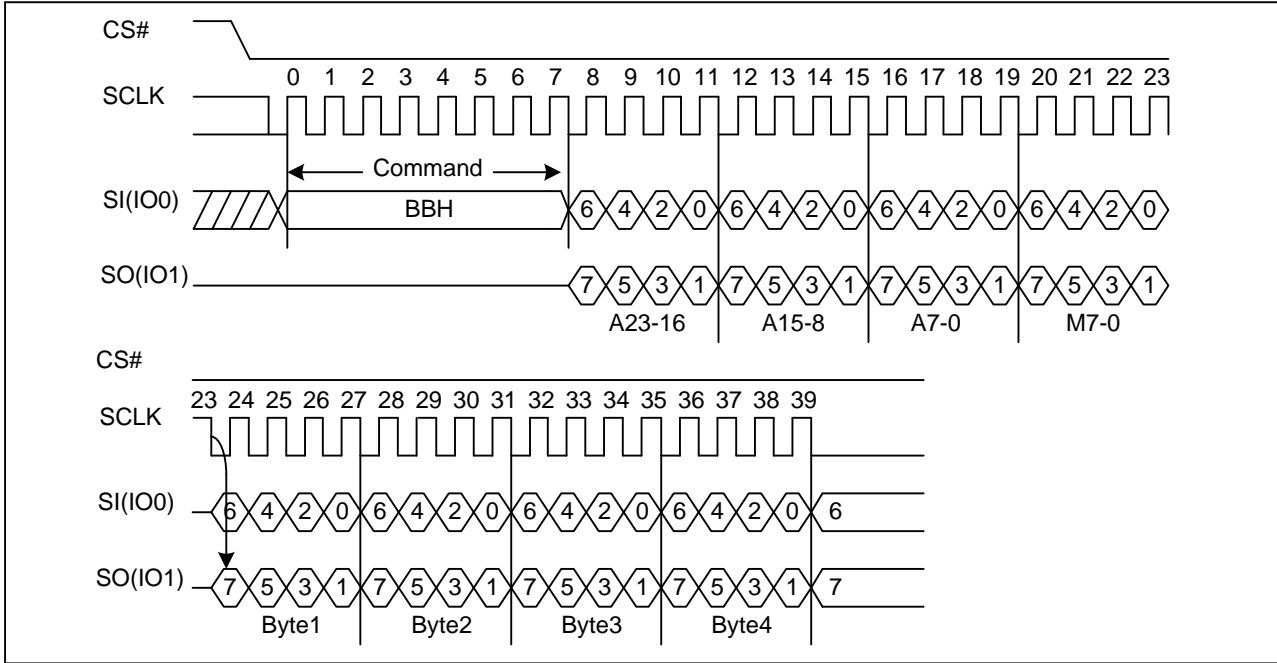 CS#
0 1 2 3 4 5 6 7 8 9 10 11 12 13 14 15 16 17 18 19 20 21 22 23
SCLK
Command
SI(IO0) BBH 6 4 2 0 6 4 2 0 6 4 2 0 6 4 2 0
SO(IO1) 7 5 3 1 7 5 3 1 7 5 3 1 7 5 3 1
A23-16 A15-8 A7-0 M7-0
CS#
23 24 25 26 27 28 29 30 31 32 33 34 35 36 37 38 39
SCLK
SI(IO0) 6 4 2 0 6 4 2 0 6 4 2 0 6 4 2 0 6
SO(IO1) 7 5 3 1 7 5 3 1 7 5 3 1 7 5 3 1 7
Byte1 Byte2 Byte3 Byte4